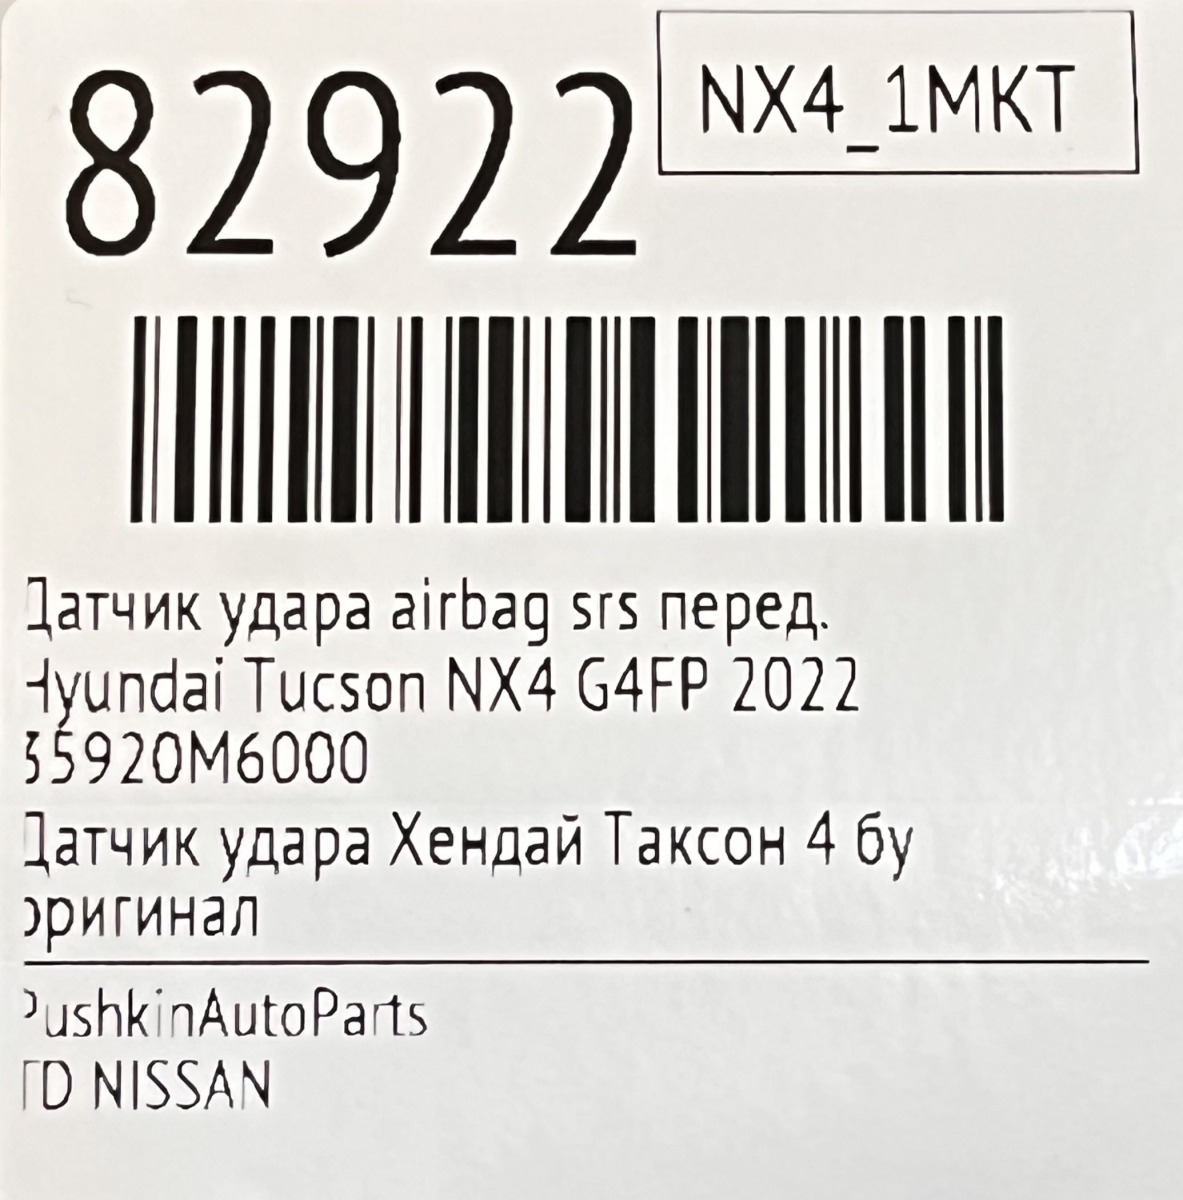 82922
NX4_1MKT
Датчик удара airbag srs перед.
Hyundai Tucson NX4 G4FP 2022
35920M6000
Датчик удара Хендай Таксон 4 бу
оригинал
PushkinAutoParts
TD NISSAN